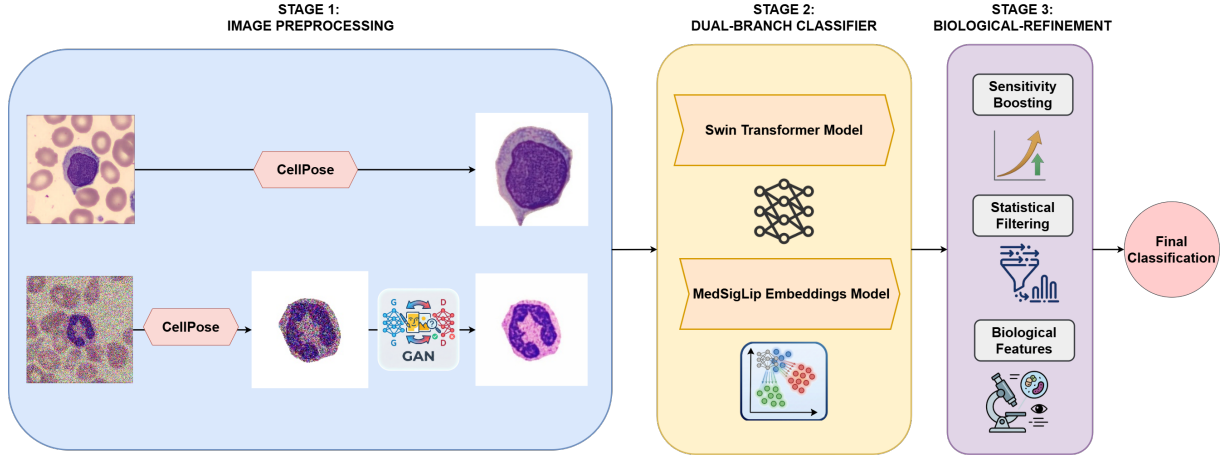 STAGE 1:
IMAGE PREPROCESSING
CellPose
CellPose
G
D
G
D
GAN
STAGE 2:
DUAL-BRANCH CLASSIFIER
Swin Transformer Model
MedSigLip Embeddings Model
STAGE 3:
BIOLOGICAL-REFINEMENT
Sensitivity
Boosting
Statistical
Filtering
Biological
Features
Final
Classification